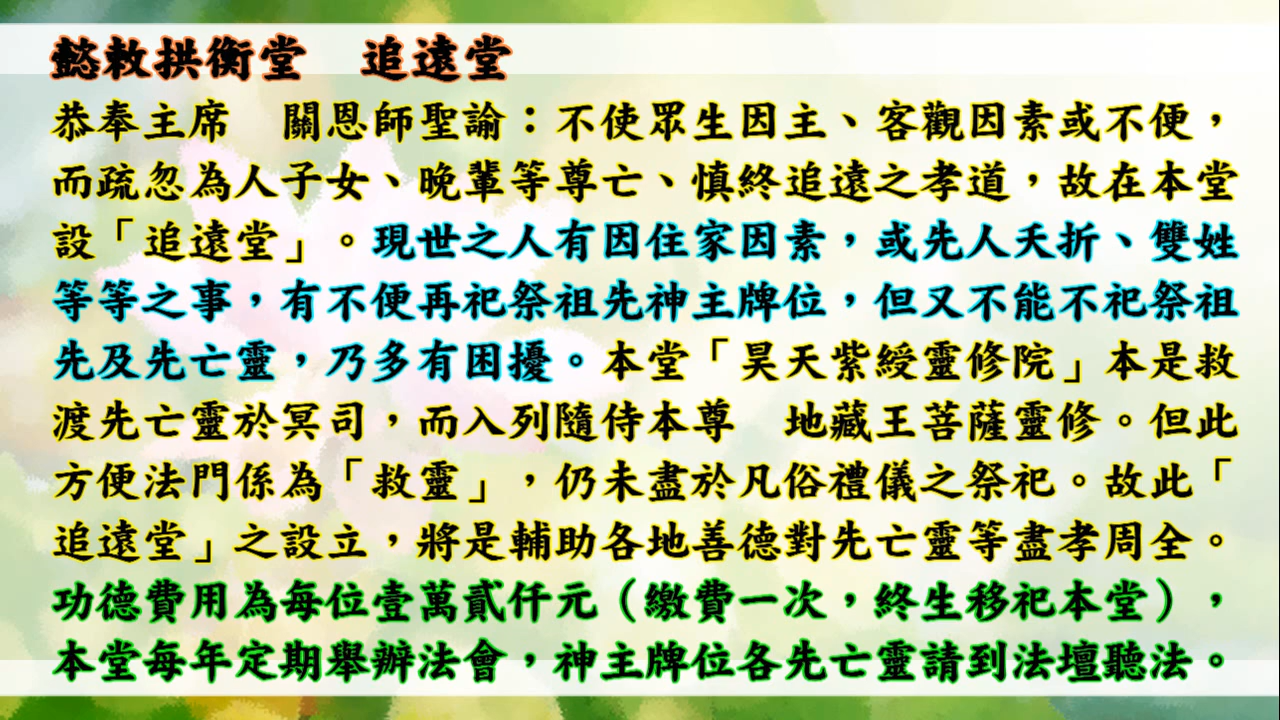 懿敕拱衡堂　追遠堂
恭奉主席　關恩師聖諭：不使眾生因主、客觀因素或不便，
而疏忽為人子女、晚輩等尊亡、慎終追遠之孝道，故在本堂
設「追遠堂」。現世之人有因住家因素，或先人夭折、雙姓
等等之事，有不便再祀祭祖先神主牌位，但又不能不祀祭祖
先及先亡靈，乃多有困擾。本堂「昊天紫綬靈修院」本是救
渡先亡靈於冥司，而入列隨侍本尊　地藏王菩薩靈修。但此
方便法門係為「救靈」，仍未盡於凡俗禮儀之祭祀。故此「
追遠堂」之設立，將是輔助各地善德對先亡靈等盡孝周全。
功德費用為每位壹萬貳仟元（繳費一次，終生移祀本堂），
本堂每年定期舉辦法會，神主牌位各先亡靈請到法壇聽法。